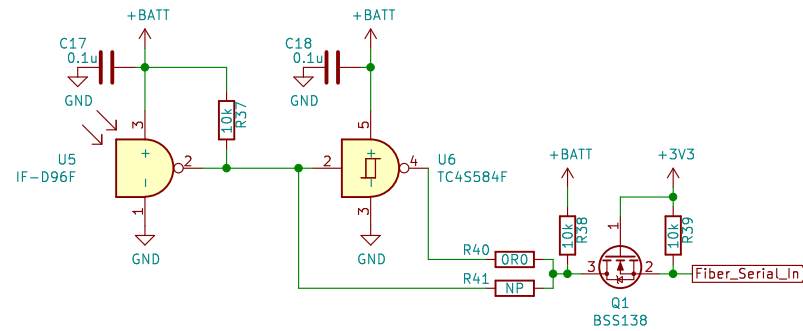 +BATT
+BATT
C17
0.1u
C18
0.1u
GND
GND
3
10k
R37
5
U5
IF-D96F
+
-
2
2
+
-
4
U6
TC4S584F
1
3
GND
GND
+BATT
+3V3
10k
R38
1
10k
R39
R40
0R0
R41
NP
3
2
Fiber_Serial_In
Q1
BSS138